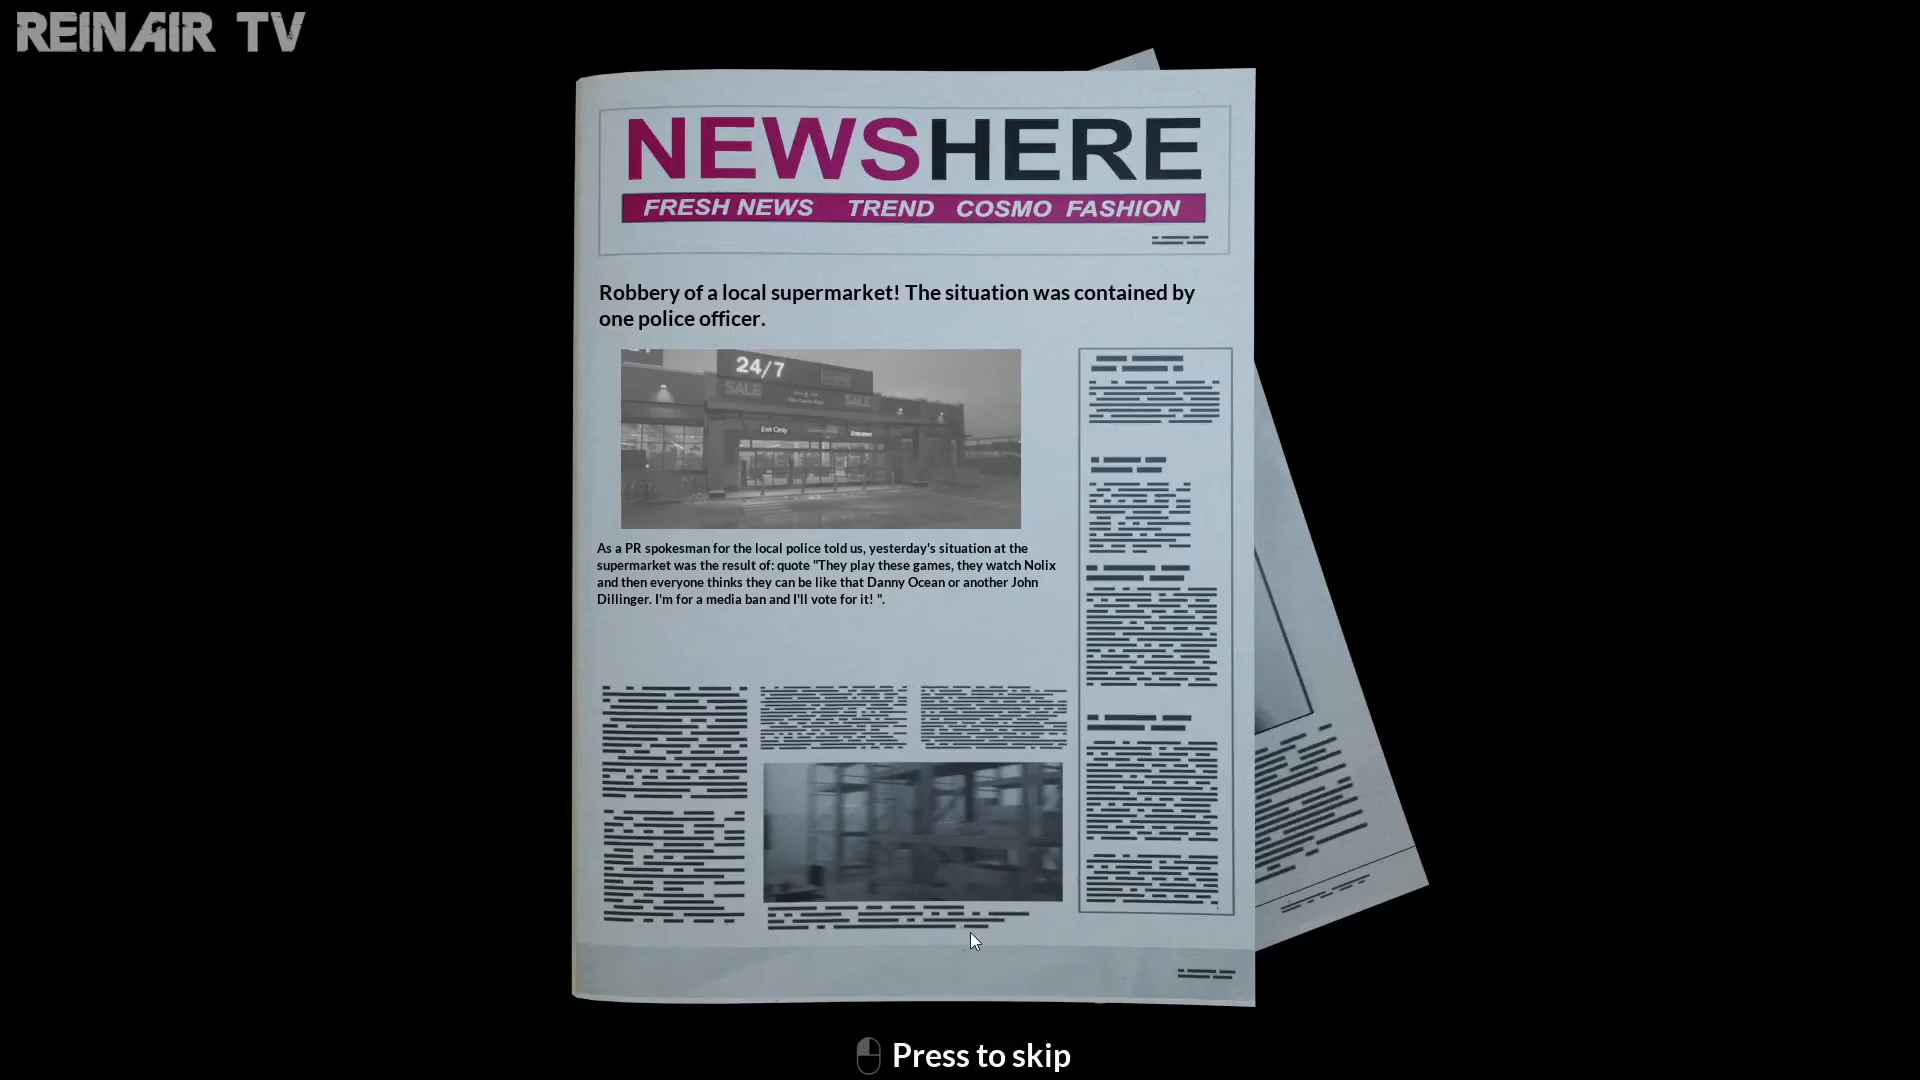 REINAIR TV
NEWSHERE
FRESH NEWS TREND COSMO FASHION
Robbery of a local supermarket! The situation was contained by
one police officer.
24/7
SALE
SALE
Exit Only
Entrance
As a PR spokesman for the local police told us, yesterday's situation at the
supermarket was the result of: quote "They play these games, they watch Nolix
and then everyone thinks they can be like that Danny Ocean or another John
Dillinger. I'm for a media ban and I'll vote for it! ".
Press to skip